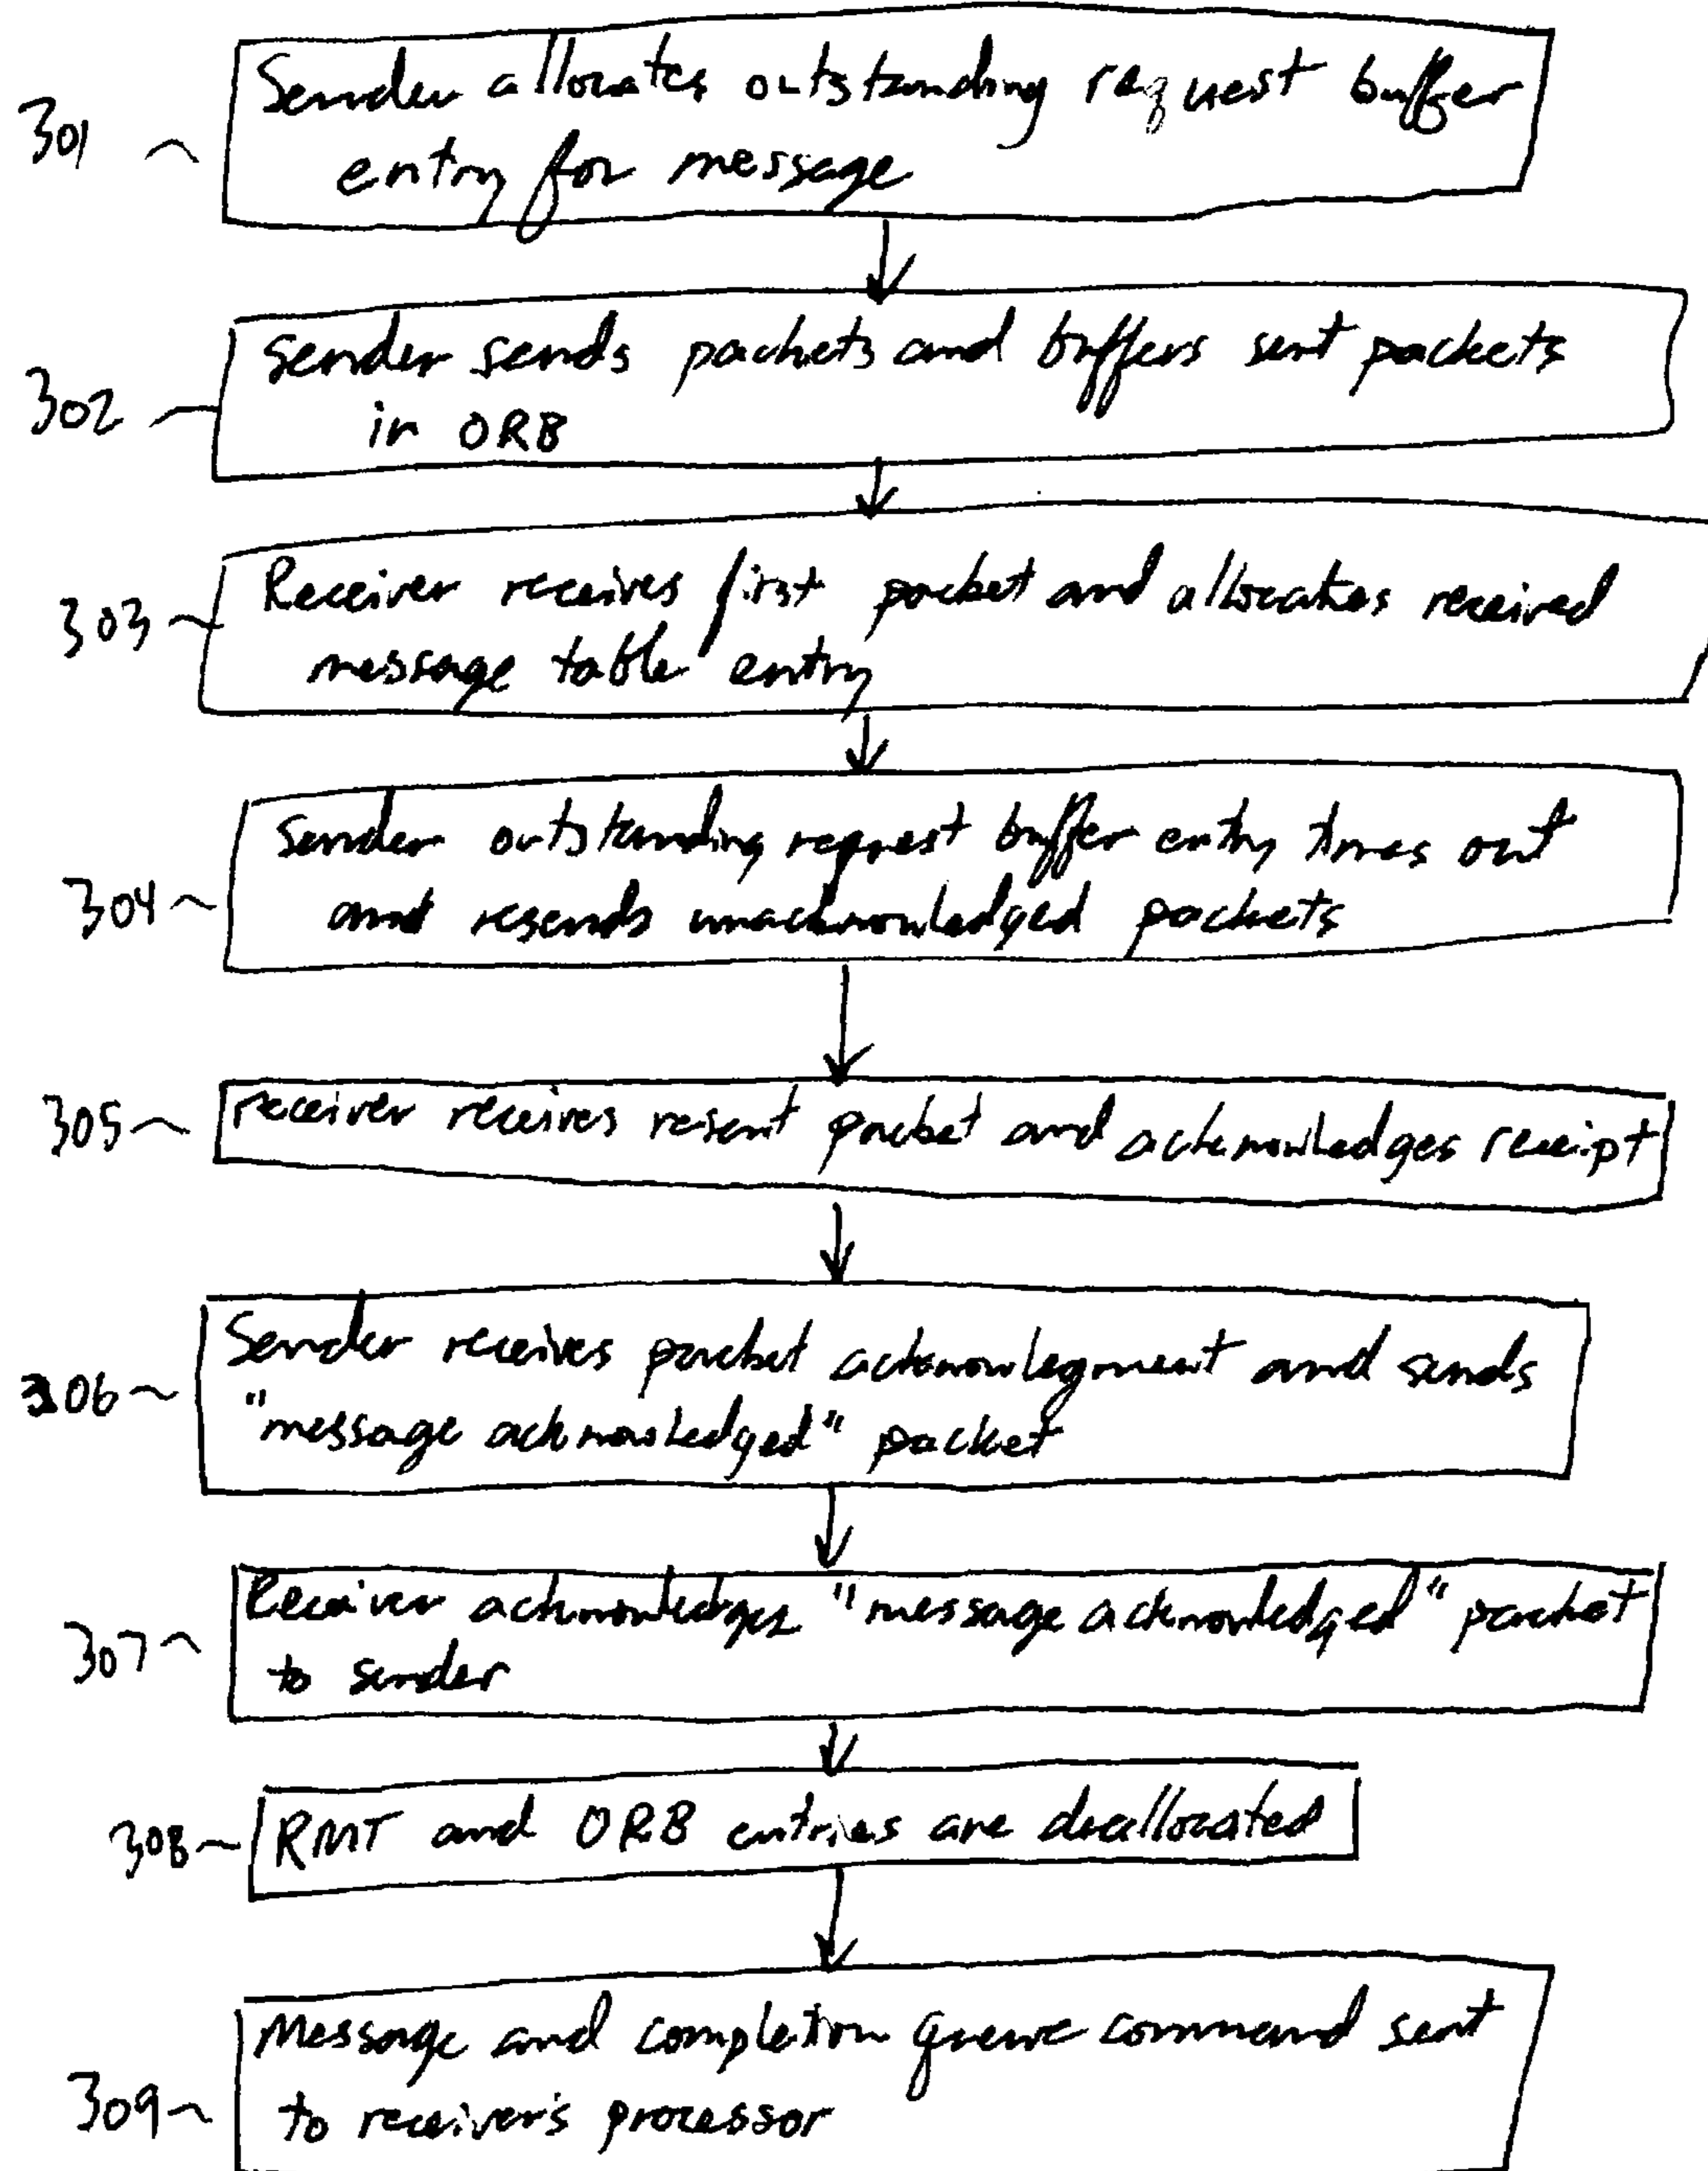 301 Sender allocates outstanding request buffer
entry for message
302 Sender sends packets and buffers sent packets
in ORB
303 Receiver receives first packet and allocates received
message table entry
304 Sender outstanding request buffer entry times out
and resends unacknowledged packets
305 receiver receives resent packet and acknowledges receipt
306 Sender receives packet acknowlegment and sends
"message acknowledged" packet
307 Receiver acknowledges "message acknowledged" packet
to sender
308 RMT and ORB entries are deallocated
309 Message and completion queue command sent
to receiver's processor